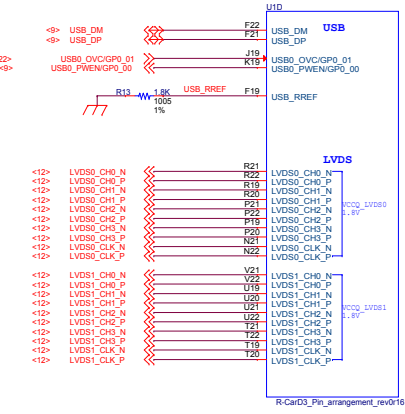 U1D
USB
<9> USB_DM F22 USB_DM
<9> USB_DP F21 USB_DP
USB0_OVC/GP0_01 J19 USB0_OVC/GP0_01
USB0_PWEN/GP0_00 K19 USB0_PWEN/GP0_00
R13 1.8K USB_RREF F19 USB_RREF
1005
1%
LVDS
<12> LVDS0_CH0_N R21 LVDS0_CH0_N
<12> LVDS0_CH0_P R22 LVDS0_CH0_P
<12> LVDS0_CH1_N R19 LVDS0_CH1_N
<12> LVDS0_CH1_P R20 LVDS0_CH1_P
<12> LVDS0_CH2_N P21 LVDS0_CH2_N
<12> LVDS0_CH2_P P22 LVDS0_CH2_P
<12> LVDS0_CH3_N P19 LVDS0_CH3_N
<12> LVDS0_CH3_P P20 LVDS0_CH3_P
<12> LVDS0_CLK_N N21 LVDS0_CLK_N
<12> LVDS0_CLK_P N22 LVDS0_CLK_P
VCCQ_LVDS0
1.8V
<12> LVDS1_CH0_N V21 LVDS1_CH0_N
<12> LVDS1_CH0_P V22 LVDS1_CH0_P
<12> LVDS1_CH1_N U19 LVDS1_CH1_N
<12> LVDS1_CH1_P U20 LVDS1_CH1_P
<12> LVDS1_CH2_N U21 LVDS1_CH2_N
<12> LVDS1_CH2_P U22 LVDS1_CH2_P
<12> LVDS1_CH3_N T21 LVDS1_CH3_N
<12> LVDS1_CH3_P T22 LVDS1_CH3_P
<12> LVDS1_CLK_N T19 LVDS1_CLK_N
<12> LVDS1_CLK_P T20 LVDS1_CLK_P
VCCQ_LVDS1
1.8V
R-CarD3_Pin_arrangement_rev0r16